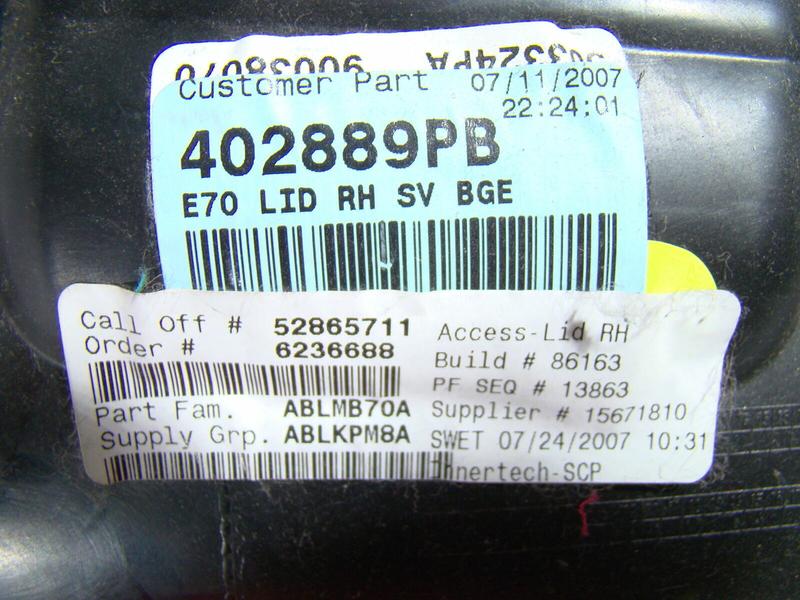 90038070
Customer Part 07/11/2007
22:24:01
402889PB
E70 LID RH SV BGE
Call Off # 52865711
Order # 6236688
Part Fam. ABLMB70A
Supply Grp. ABLKPM8A
Access-Lid RH
Build # 86163
PF SEQ # 13863
Supplier # 15671810
SWET 07/24/2007 10:31
Innertech-SCP